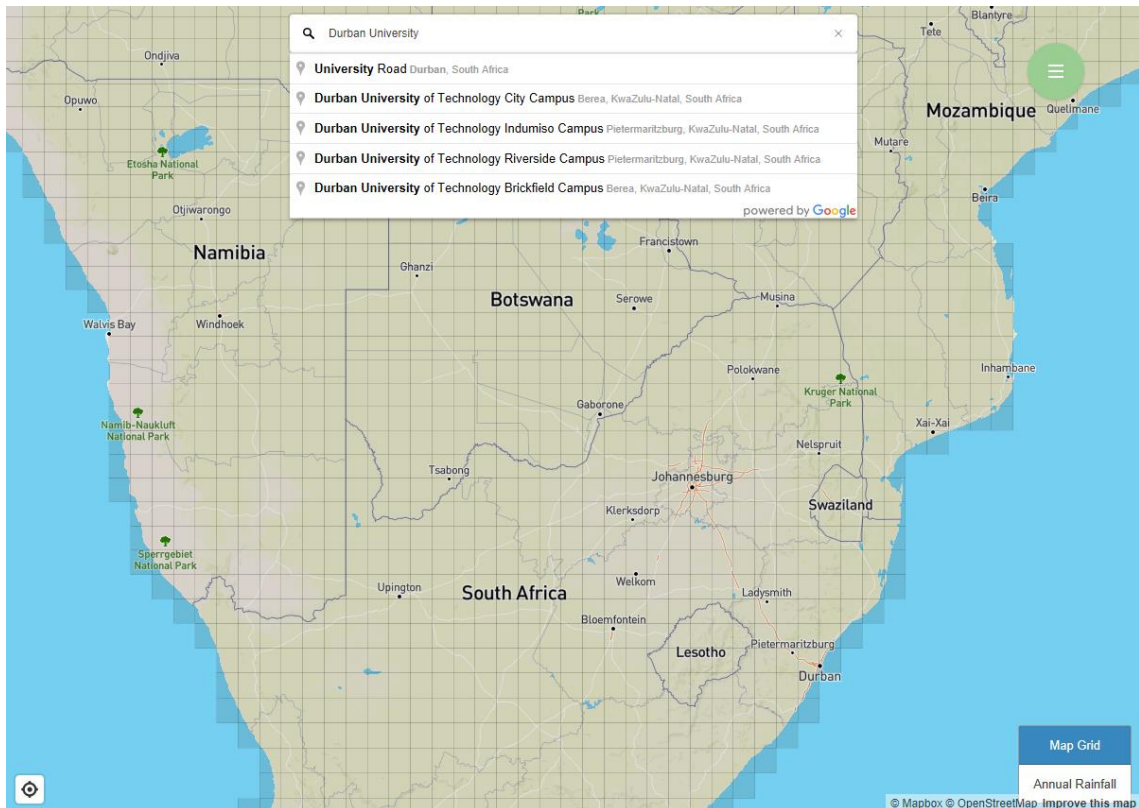 Park
Blantyre
Tete
Durban University ×
University Road Durban, South Africa
Durban University of Technology City Campus Berea, KwaZulu-Natal, South Africa
Durban University of Technology Indumiso Campus Pietermaritzburg, KwaZulu-Natal, South Africa
Durban University of Technology Riverside Campus Pietermaritzburg, KwaZulu-Natal, South Africa
Durban University of Technology Brickfield Campus Berea, KwaZulu-Natal, South Africa
powered by Google
Ondjiva
Opuwo
Mozambique
Quelimane
Mutare
Etosha National
Park
Beira
Otjiwarongo
Francistown
Namibia
Ghanzi
Botswana
Serowe
Musina
Walvis Bay
Windhoek
Inhambane
Polokwane
Kruger National
Park
Gaborone
Namib-Naukluft
National Park
Xai-Xai
Nelspruit
Tsabong
Johannesburg
Swaziland
Klerksdorp
Sperrgebiet
National Park
Welkom
Upington
South Africa
Ladysmith
Bloemfontein
Pietermaritzburg
Lesotho
Durban
Map Grid
Annual Rainfall
© Mapbox © OpenStreetMap Improve this map